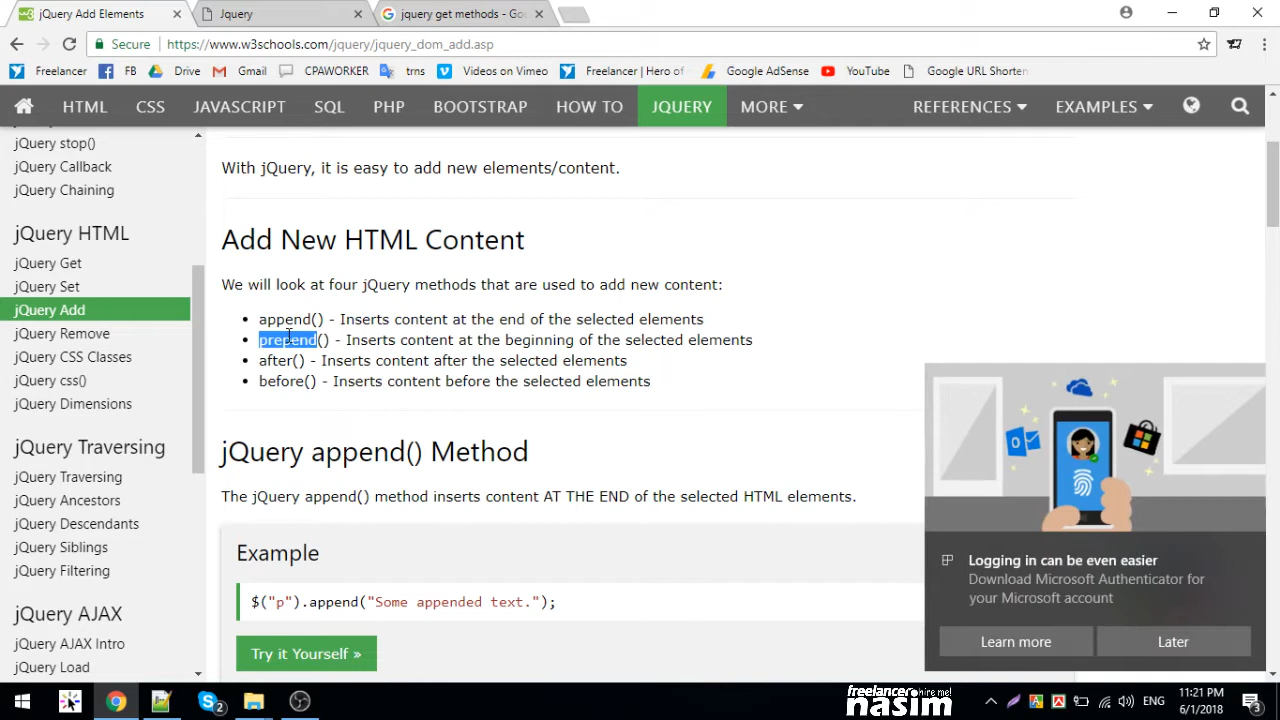 jQuery Add Elements
Jquery
jquery get methods - Goo
Secure
https://www.w3schools.com/jquery/jquery_dom_add.asp
Freelancer
FB
Drive
Gmail
CPAWORKER
trns
Videos on Vimeo
Freelancer | Hero of
Google AdSense
YouTube
Google URL Shorten
HTML
CSS
JAVASCRIPT
SQL
PHP
BOOTSTRAP
HOW TO
JQUERY
MORE
REFERENCES
EXAMPLES
jQuery stop()
jQuery Callback
jQuery Chaining
jQuery HTML
jQuery Get
jQuery Set
jQuery Add
jQuery Remove
jQuery CSS Classes
jQuery css()
jQuery Dimensions
jQuery Traversing
jQuery Traversing
jQuery Ancestors
jQuery Descendants
jQuery Siblings
jQuery Filtering
jQuery AJAX
jQuery AJAX Intro
jQuery Load
With jQuery, it is easy to add new elements/content.
Add New HTML Content
We will look at four jQuery methods that are used to add new content:
• append() - Inserts content at the end of the selected elements
• prepend() - Inserts content at the beginning of the selected elements
• after() - Inserts content after the selected elements
• before() - Inserts content before the selected elements
jQuery append() Method
The jQuery append() method inserts content AT THE END of the selected HTML elements.
Example
$("p").append("Some appended text.");
Try it Yourself »
Logging in can be even easier
Download Microsoft Authenticator for
your Microsoft account
Learn more
Later
2
freelancer hire me!
nasim
ENG
11:21 PM
6/1/2018
3